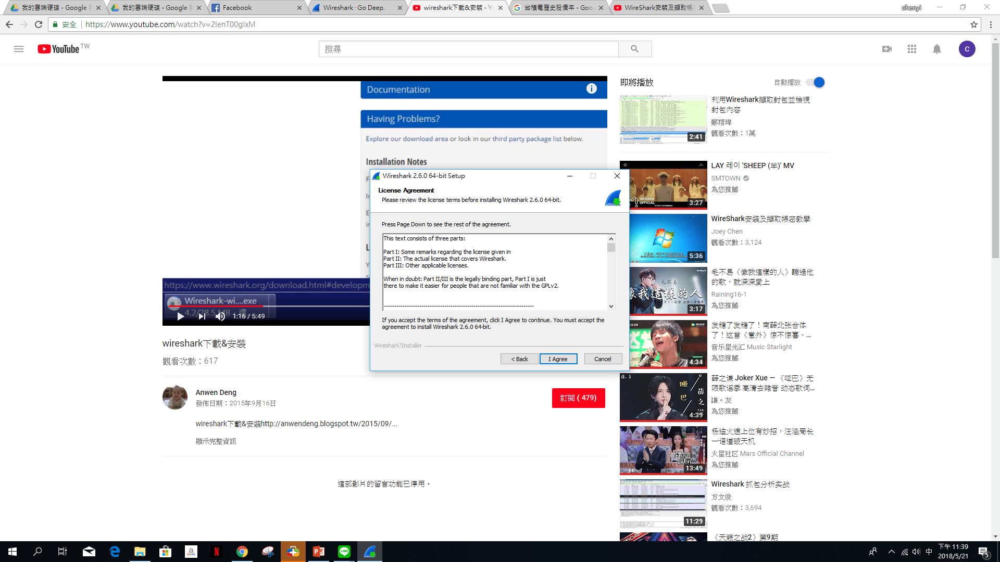 我的雲端硬碟 - Google
我的雲端硬碟 - Google
Facebook
Wireshark · Go Deep.
wireshark下載&安裝 - Yo
台積電歷史股價年 - Goo
WireShark安裝及擷取帳
chenyi
安全
https://www.youtube.com/watch?v=2IenT00gIxM
YouTube TW
搜尋
C
Documentation
Having Problems?
Explore our download area or look in our third party package list below.
Installation Notes
https://www.wireshark.org/download.html#developm
Wireshark-wi....exe
4.2/28.5 MB
1:16 / 5:49
Wireshark 2.6.0 64-bit Setup
License Agreement
Please review the license terms before installing Wireshark 2.6.0 64-bit.
Press Page Down to see the rest of the agreement.
This text consists of three parts:
Part I: Some remarks regarding the license given in
Part II: The actual license that covers Wireshark.
Part III: Other applicable licenses.
When in doubt: Part II/III is the legally binding part, Part I is just
there to make it easier for people that are not familiar with the GPLv2.
If you accept the terms of the agreement, click I Agree to continue. You must accept the
agreement to install Wireshark 2.6.0 64-bit.
Wireshark?Installer
< Back
I Agree
Cancel
wireshark下載&安裝
觀看次數：617
Anwen Deng
發佈日期：2015年9月16日
訂閱 ( 479)
wireshark下載&安裝http://anwendeng.blogspot.tw/2015/09/...
顯示完整資訊
這部影片的留言功能已停用。
即將播放
自動播放
2:41
利用Wireshark擷取封包並檢視
封包內容
鄭翔瑋
觀看次數：1萬
SMTOWN
OFFICIAL
3:27
LAY 레이 'SHEEP (羊)' MV
SMTOWN
為您推薦
5:36
WireShark安裝及擷取帳密教學
Joey Chen
觀看次數：3,124
毛不易
像我這樣的人
3:17
毛不易《像我這樣的人》聽過他
的歌，就深深愛上
Raining16-1
為您推薦
4:34
发糖了发糖了！南薛北张合体
了！这首《意外》惊不惊喜、...
音乐星光汇 Music Starlight
為您推薦
哑巴
薛之谦
4:39
薛之谦 Joker Xue — 《哑巴》无
限歌谣季 高清去雜音 动态歌词...
謙。友
為您推薦
13:49
杨迪火速上位有妙招，汪涵局长
一语道破天机
火星社区 Mars Official Channel
為您推薦
11:29
Wireshark 抓包分析实战
方文俊
觀看次數：3,694
《天籁之战2》第9期
中
下午 11:39
2018/5/21
5